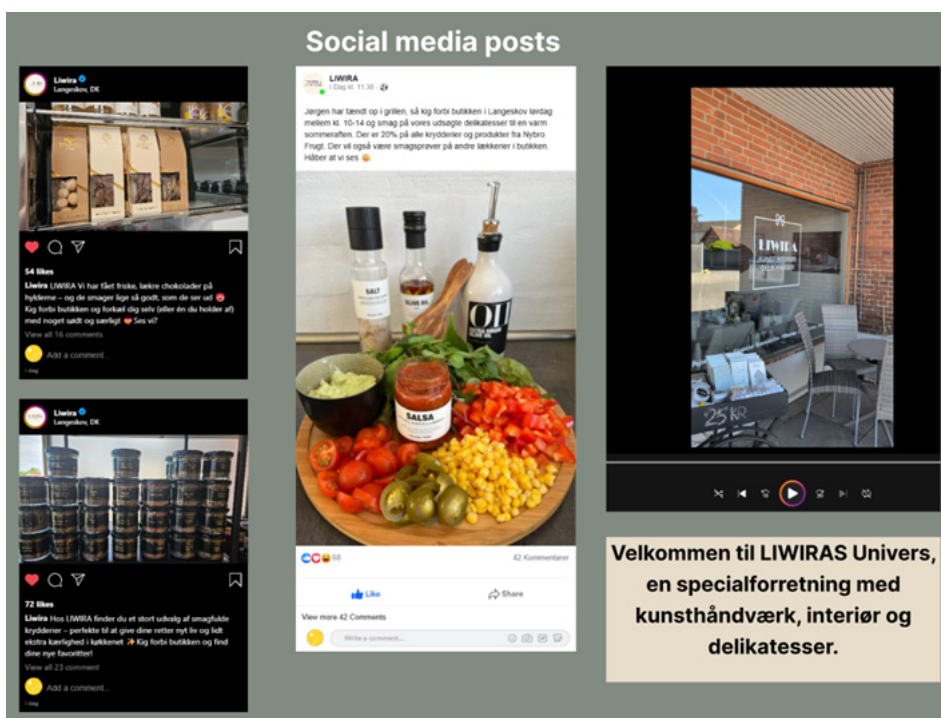 Social media posts
Liwira
Langeskov, DK
54 likes
Liwira LIWIRA Vi har fået friske, lækre chokolader på
hylderne – og de smager lige så godt, som de ser ud
Kig forbi butikken og forkæl dig selv (eller én du holder af)
med noget sødt og særligt Ses vi?
View all 16 comments
Add a comment...
I dag
Liwira
Langeskov, DK
72 likes
Liwira Hos LIWIRA finder du et stort udvalg af smagfulde
krydderier – perfekte til at give dine retter nyt liv og lidt
ekstra kærlighed i køkkenet Kig forbi butikken og find
dine nye favoritter!
View all 23 comment
Add a comment...
I dag
LIWIRA
I Dag kl. 11:30
Jørgen har tændt op i grillen, så kig forbi butikken i Langeskov lørdag
mellem kl. 10-14 og smag på vores udsøgte delikatesser til en varm
sommeraften. Der er 20% på alle krydderier og produkter fra Nybro
Frugt. Der vil også være smagsprøver på andre lækkerier i butikken.
Håber at vi ses
SALT
OLIVE OIL
OIL
EXTRA VIRGIN
OLIVE OIL
SALSA
68
42 Kommentarer
Like
Share
View more 42 Comments
Write a comment...
LIWIRA
KUNSTHÅNDVÆRK
DELIKATESSER
25 KR
Velkommen til LIWIRAS Univers,
en specialforretning med
kunsthåndværk, interiør og
delikatesser.